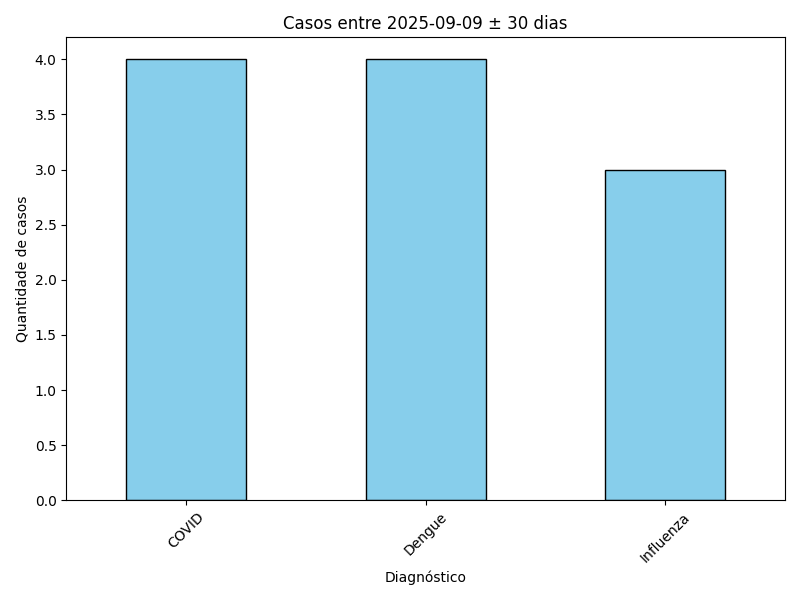 Casos entre 2025-09-09 ± 30 dias
Quantidade de casos
4.0
3.5
3.0
2.5
2.0
1.5
1.0
0.5
0.0
COVID
Dengue
Influenza
Diagnóstico